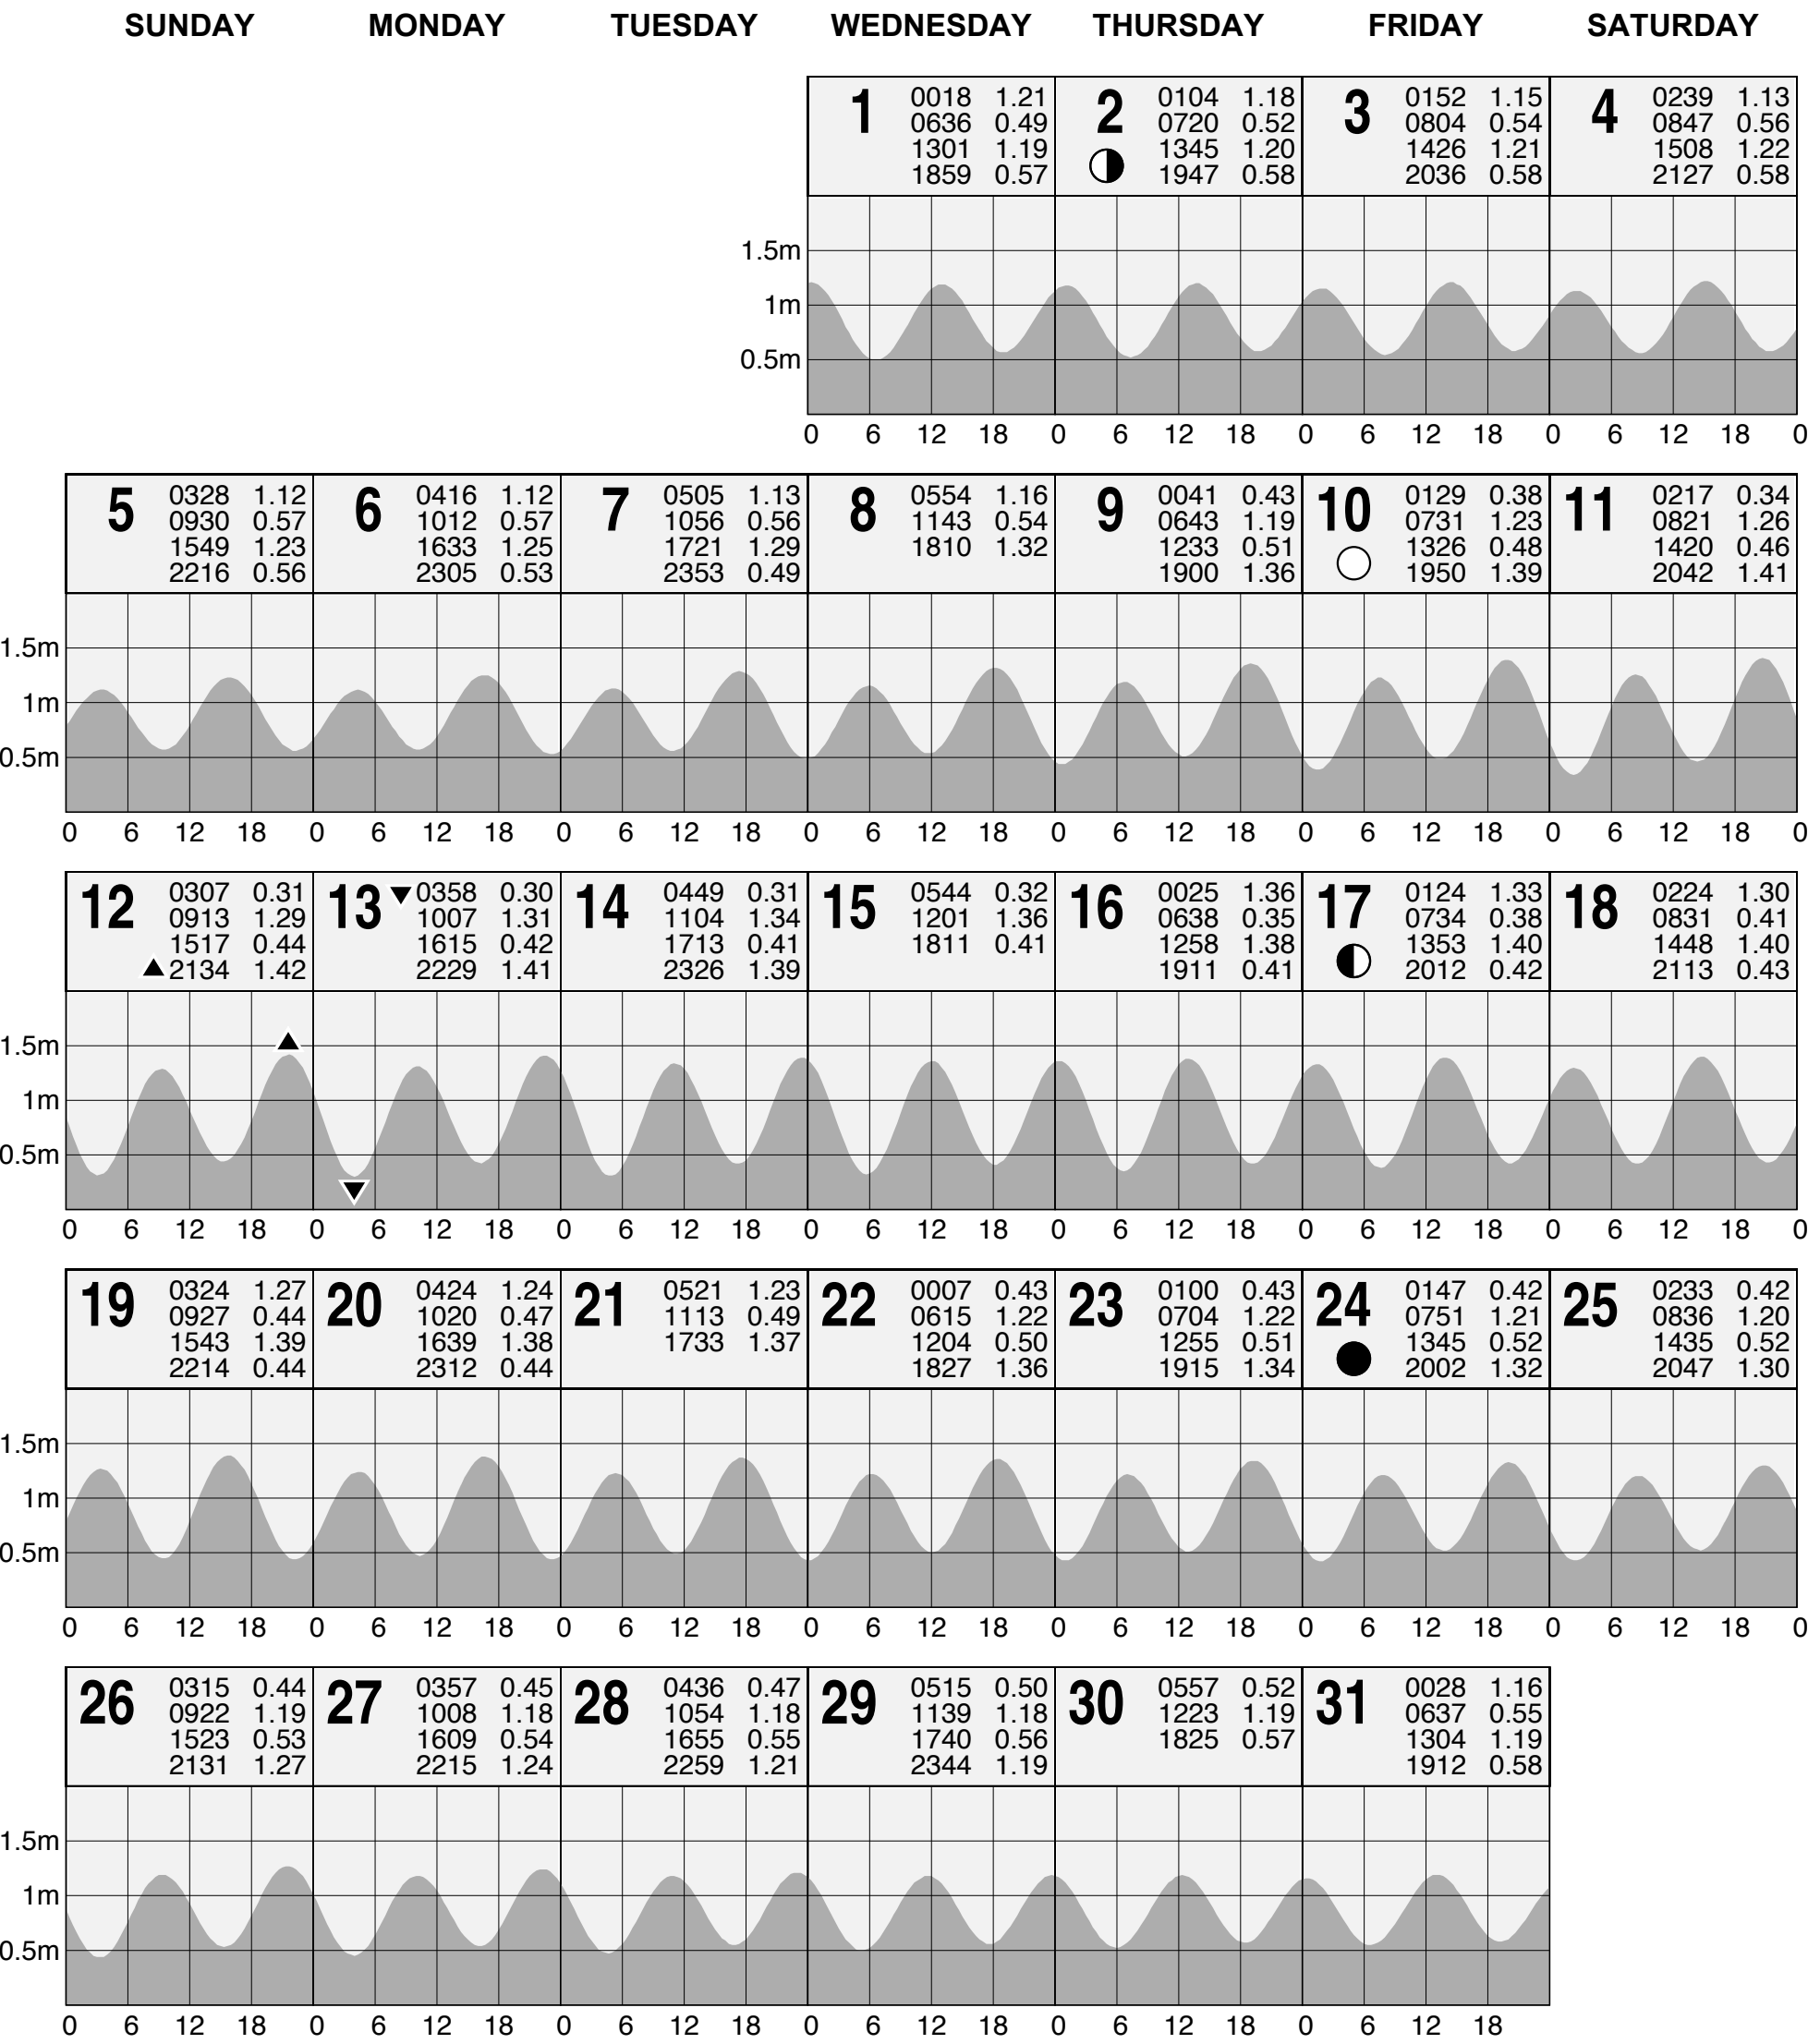 SUNDAY MONDAY TUESDAY WEDNESDAY THURSDAY FRIDAY SATURDAY
1 0018 1.21 2 0104 1.18 3 0152 1.15 4 0239 1.13
0636 0.49 0720 0.52 0804 0.54 0847 0.56
1301 1.19 1345 1.20 1426 1.21 1508 1.22
1859 0.57 1947 0.58 2036 0.58 2127 0.58
1.5m
1m
0.5m
0 6 12 18 0 6 12 18 0 6 12 18 0 6 12 18 0
5 0328 1.12 6 0416 1.12 7 0505 1.13 8 0554 1.16 9 0041 0.43 10 0129 0.38 11 0217 0.34
0930 0.57 1012 0.57 1056 0.56 1143 0.54 0643 1.19 0731 1.23 0821 1.26
1549 1.23 1633 1.25 1721 1.29 1810 1.32 1233 0.51 1326 0.48 1420 0.46
2216 0.56 2305 0.53 2353 0.49 1900 1.36 1950 1.39 2042 1.41
1.5m
1m
0.5m
0 6 12 18 0 6 12 18 0 6 12 18 0 6 12 18 0 6 12 18 0 6 12 18 0 6 12 18 0
12 0307 0.31 13 0358 0.30 14 0449 0.31 15 0544 0.32 16 0025 1.36 17 0124 1.33 18 0224 1.30
0913 1.29 1007 1.31 1104 1.34 1201 1.36 0638 0.35 0734 0.38 0831 0.41
1517 0.44 1615 0.42 1713 0.41 1811 0.41 1258 1.38 1353 1.40 1448 1.40
2134 1.42 2229 1.41 2326 1.39 1911 0.41 2012 0.42 2113 0.43
1.5m
1m
0.5m
0 6 12 18 0 6 12 18 0 6 12 18 0 6 12 18 0 6 12 18 0 6 12 18 0 6 12 18 0
19 0324 1.27 20 0424 1.24 21 0521 1.23 22 0007 0.43 23 0100 0.43 24 0147 0.42 25 0233 0.42
0927 0.44 1020 0.47 1113 0.49 0615 1.22 0704 1.22 0751 1.21 0836 1.20
1543 1.39 1639 1.38 1733 1.37 1204 0.50 1255 0.51 1345 0.52 1435 0.52
2214 0.44 2312 0.44 1827 1.36 1915 1.34 2002 1.32 2047 1.30
1.5m
1m
0.5m
0 6 12 18 0 6 12 18 0 6 12 18 0 6 12 18 0 6 12 18 0 6 12 18 0 6 12 18 0
26 0315 0.44 27 0357 0.45 28 0436 0.47 29 0515 0.50 30 0557 0.52 31 0028 1.16
0922 1.19 1008 1.18 1054 1.18 1139 1.18 1223 1.19 0637 0.55
1523 0.53 1609 0.54 1655 0.55 1740 0.56 1825 0.57 1304 1.19
2131 1.27 2215 1.24 2259 1.21 2344 1.19 1912 0.58
1.5m
1m
0.5m
0 6 12 18 0 6 12 18 0 6 12 18 0 6 12 18 0 6 12 18 0 6 12 18